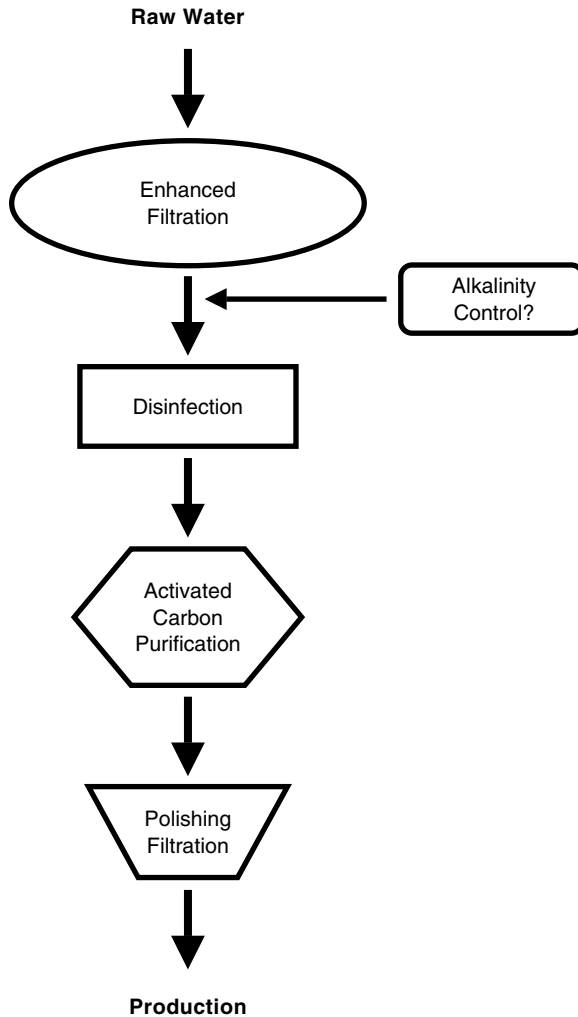 Raw Water
Enhanced
Filtration
Alkalinity
Control?
Disinfection
Activated
Carbon
Purification
Polishing
Filtration
Production